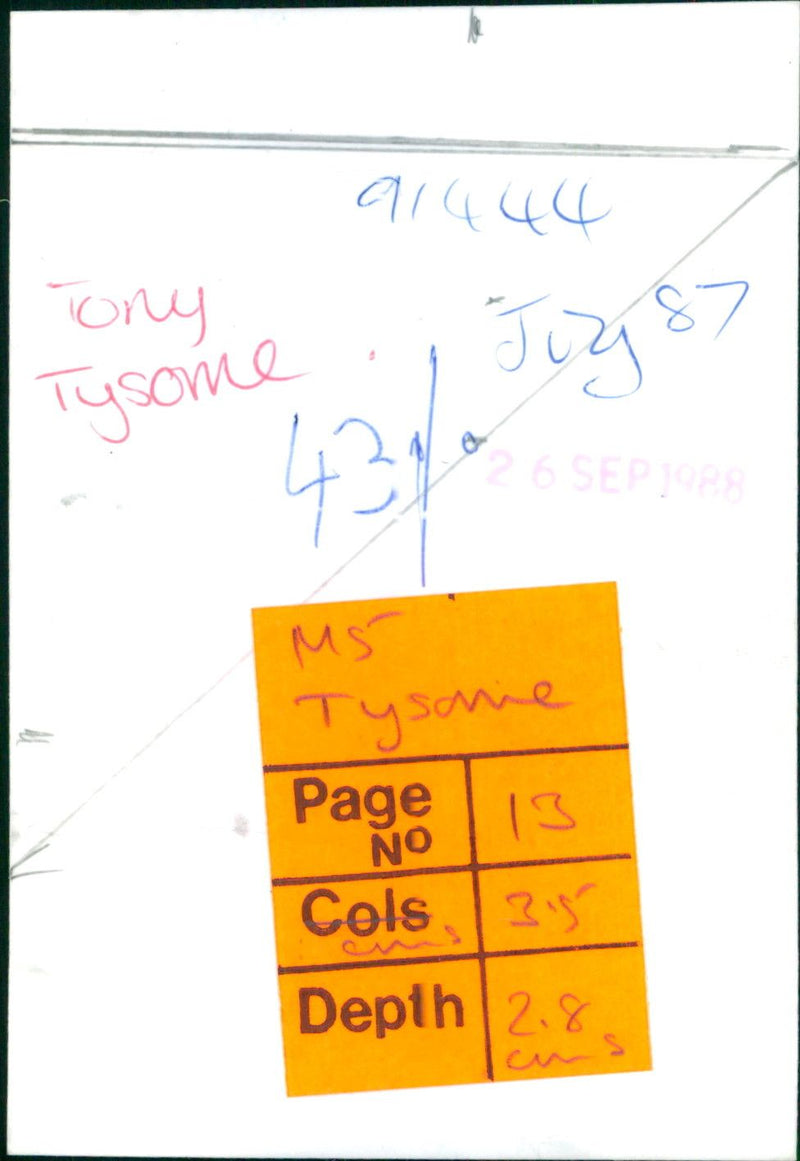 91444
Tony
Tysome
July 87
43%
26 SEP 1988
M5
Tysome
Page No 13
Cols cms 3.5
Depth 2.8 cms